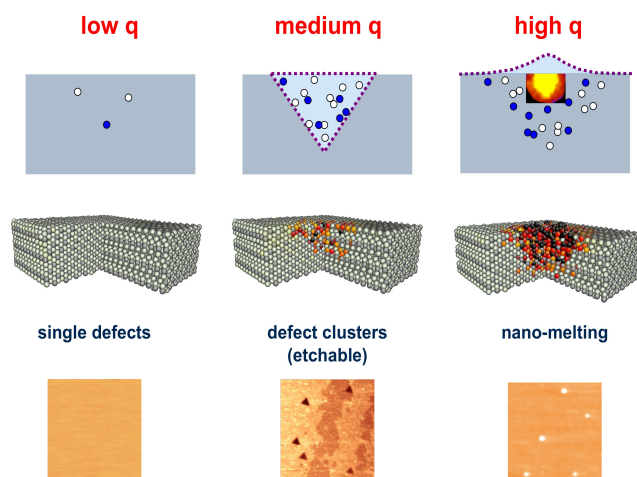 low q
medium q
high q
single defects
defect clusters
(etchable)
nano-melting